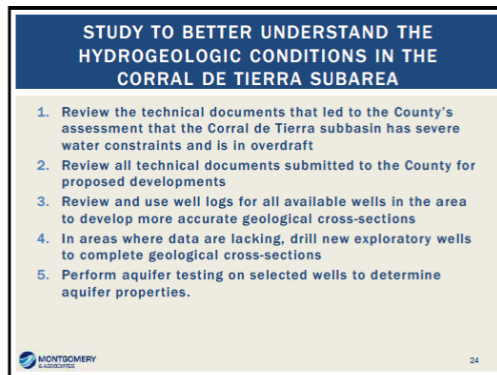 STUDY TO BETTER UNDERSTAND THE
HYDROGEOLOGIC CONDITIONS IN THE
CORRAL DE TIERRA SUBAREA
1. Review the technical documents that led to the County's
assessment that the Corral de Tierra subbasin has severe
water constraints and is in overdraft
2. Review all technical documents submitted to the County for
proposed developments
3. Review and use well logs for all available wells in the area
to develop more accurate geological cross-sections
4. In areas where data are lacking, drill new exploratory wells
to complete geological cross-sections
5. Perform aquifer testing on selected wells to determine
aquifer properties.
MONTGOMERY
& ASSOCIATES
24